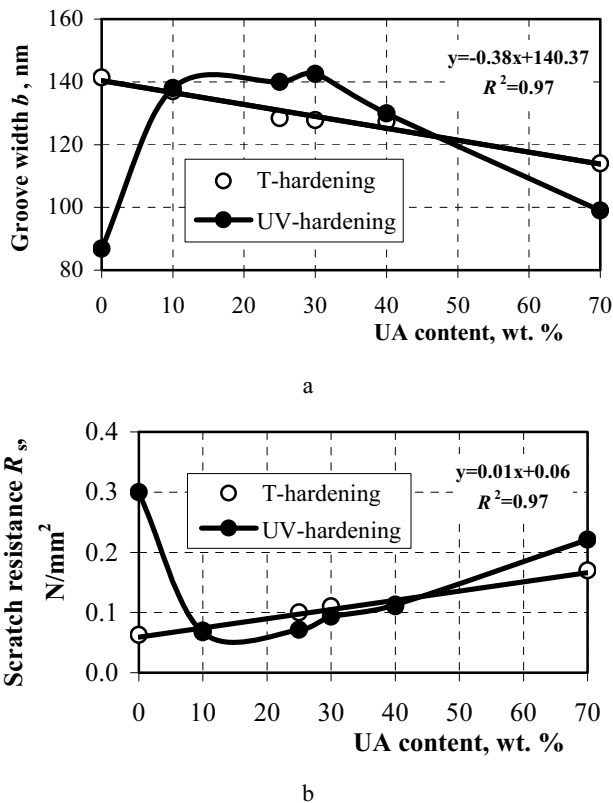 Groove width b , nm
160
140
120
100
80
y=-0.38x+140.37
R²=0.97
T-hardening
UV-hardening
0 10 20 30 40 50 60 70
UA content, wt. %
a
Scratch resistance R s,
N/mm²
0.4
0.3
0.2
0.1
0.0
y=0.01x+0.06
R²=0.97
T-hardening
UV-hardening
0 10 20 30 40 50 60 70
UA content, wt. %
b